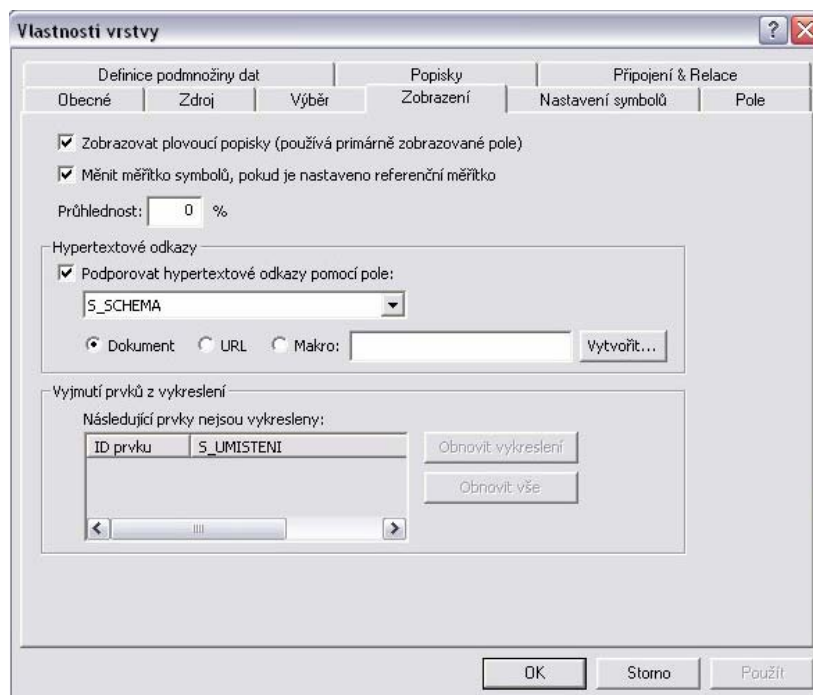 Vlastnosti vrstvy
Definice podmnožiny dat Popisky Připojení & Relace
Obecné Zdroj Výběr Zobrazení Nastavení symbolů Pole
Zobrazovat plovoucí popisky (používá primárně zobrazované pole)
Měnit měřítko symbolů, pokud je nastaveno referenční měřítko
Průhlednost: 0 %
Hypertextové odkazy
Podporovat hypertextové odkazy pomocí pole:
S_SCHEMA
Dokument URL Makro: Vytvořit...
Vyjmutí prvků z vykreslení
Následující prvky nejsou vykresleny:
ID prvku S_UMISTENI
Obnovit vykreslení
Obnovit vše
OK Storno Použít